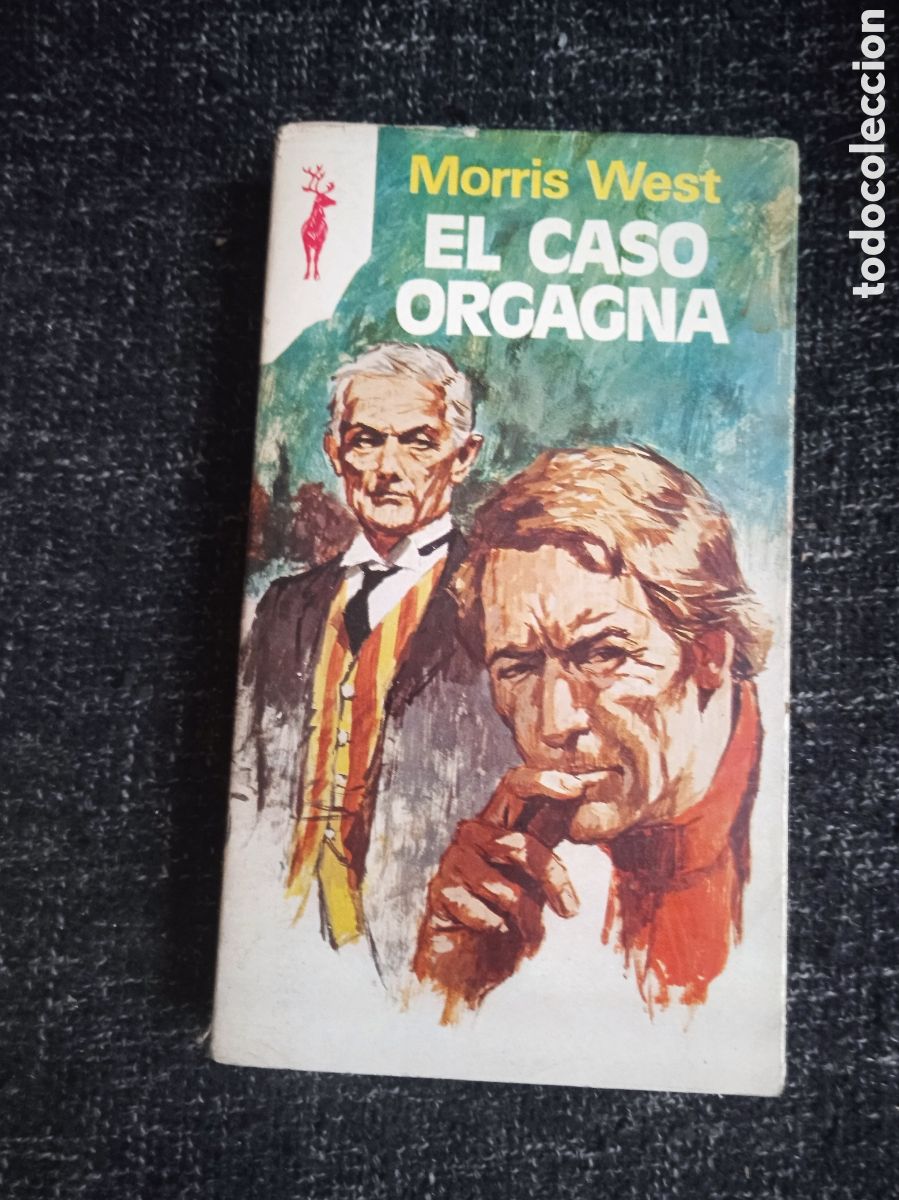 Morris West
EL CASO
ORGAGNA
todocoleccion